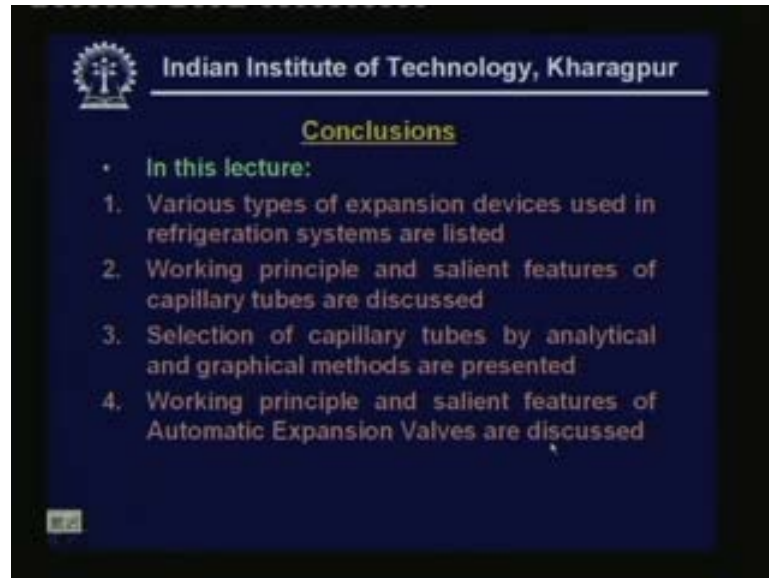 Indian Institute of Technology, Kharagpur
Conclusions
• In this lecture:
1. Various types of expansion devices used in
refrigeration systems are listed
2. Working principle and salient features of
capillary tubes are discussed
3. Selection of capillary tubes by analytical
and graphical methods are presented
4. Working principle and salient features of
Automatic Expansion Valves are discussed